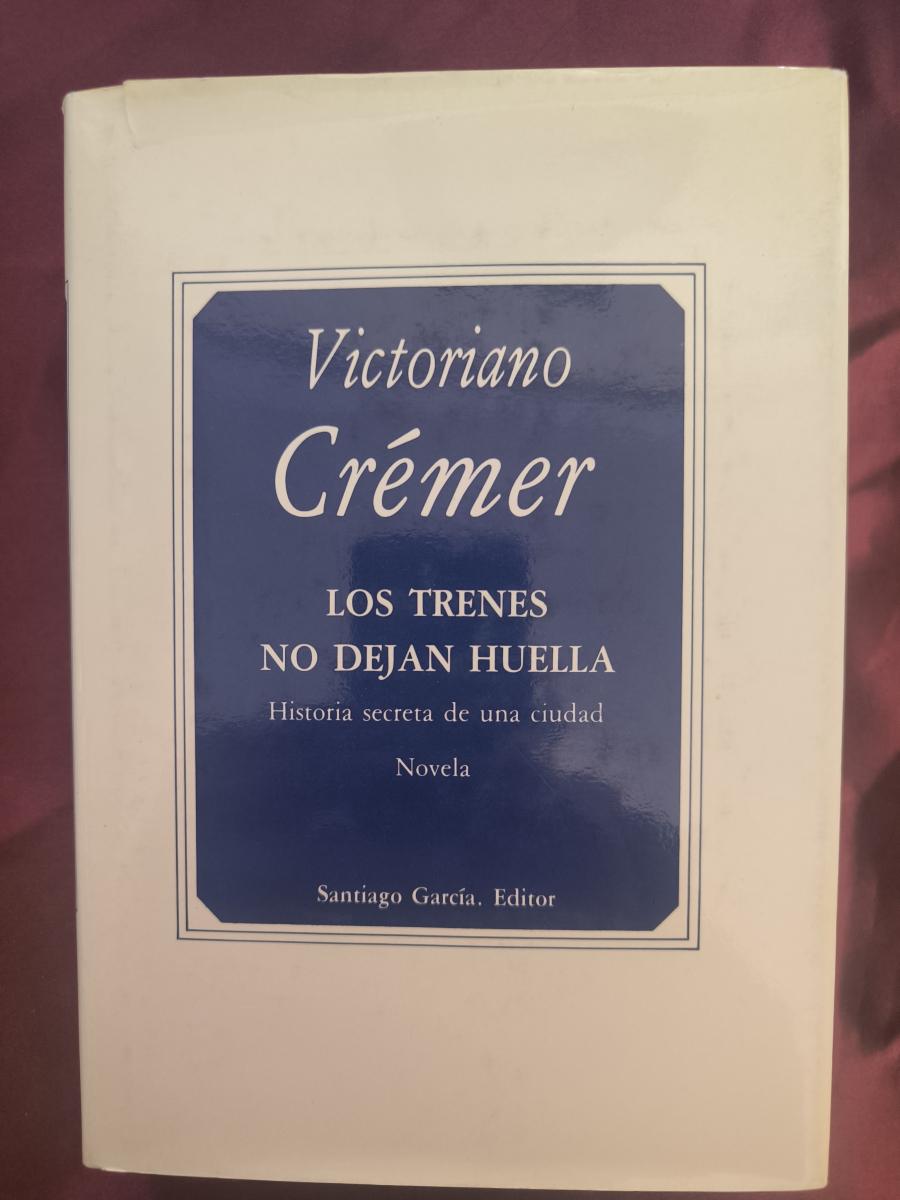 Victoriano
Crémer
LOS TRENES
NO DEJAN HUELLA
Historia secreta de una ciudad
Novela
Santiago García. Editor